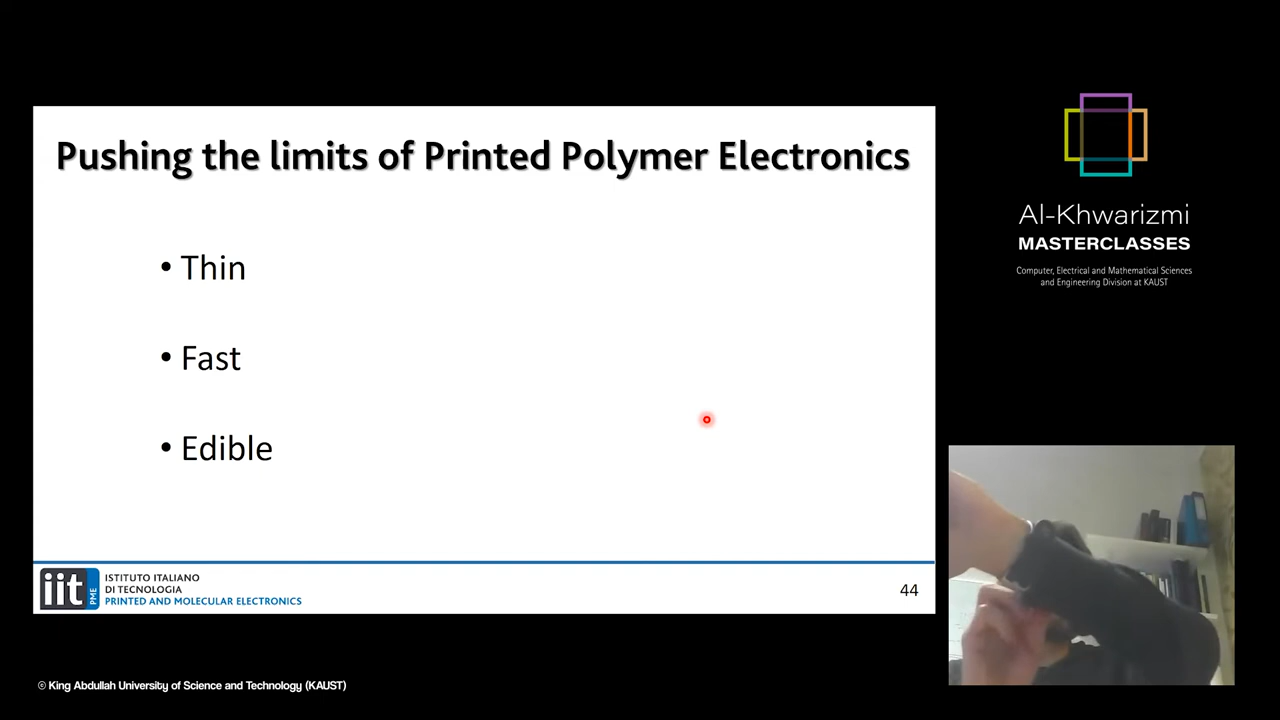 Pushing the limits of Printed Polymer Electronics
• Thin
• Fast
• Edible
iit
PME
ISTITUTO ITALIANO
DI TECNOLOGIA
PRINTED AND MOLECULAR ELECTRONICS
44
Al-Khwarizmi
MASTERCLASSES
Computer, Electrical and Mathematical Sciences
and Engineering Division at KAUST
© King Abdullah University of Science and Technology (KAUST)